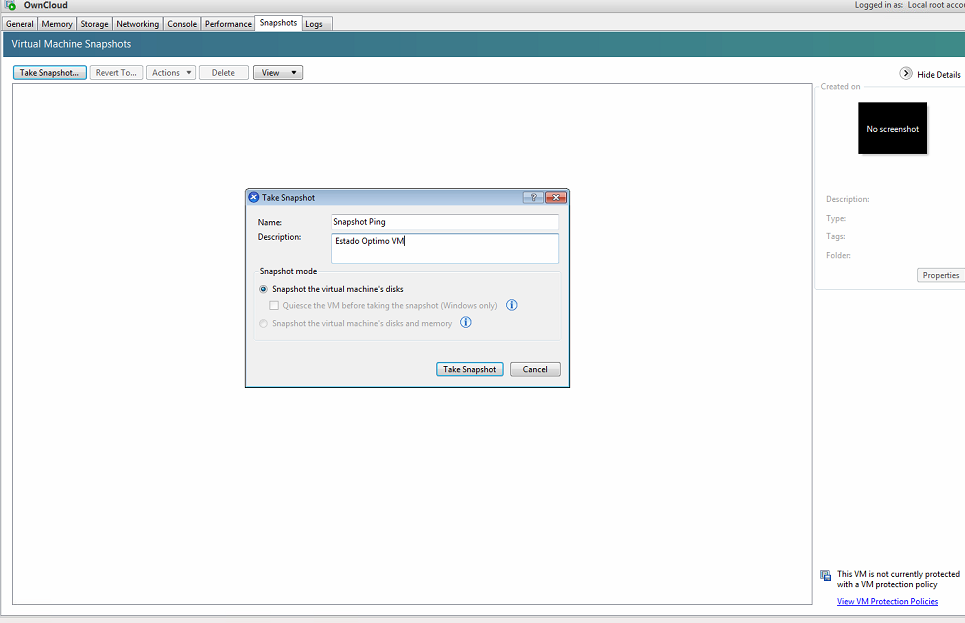 OwnCloud
Logged in as: Local root acco
General Memory Storage Networking Console Performance Snapshots Logs
Virtual Machine Snapshots
Take Snapshot... Revert To... Actions Delete View
Hide Details
Created on
No screenshot
Description:
Type:
Tags:
Folder:
Properties
Take Snapshot
Name: Snapshot Ping
Description: Estado Optimo VM
Snapshot mode
Snapshot the virtual machine's disks
Quiesce the VM before taking the snapshot (Windows only)
Snapshot the virtual machine's disks and memory
Take Snapshot Cancel
This VM is not currently protected
with a VM protection policy
View VM Protection Policies